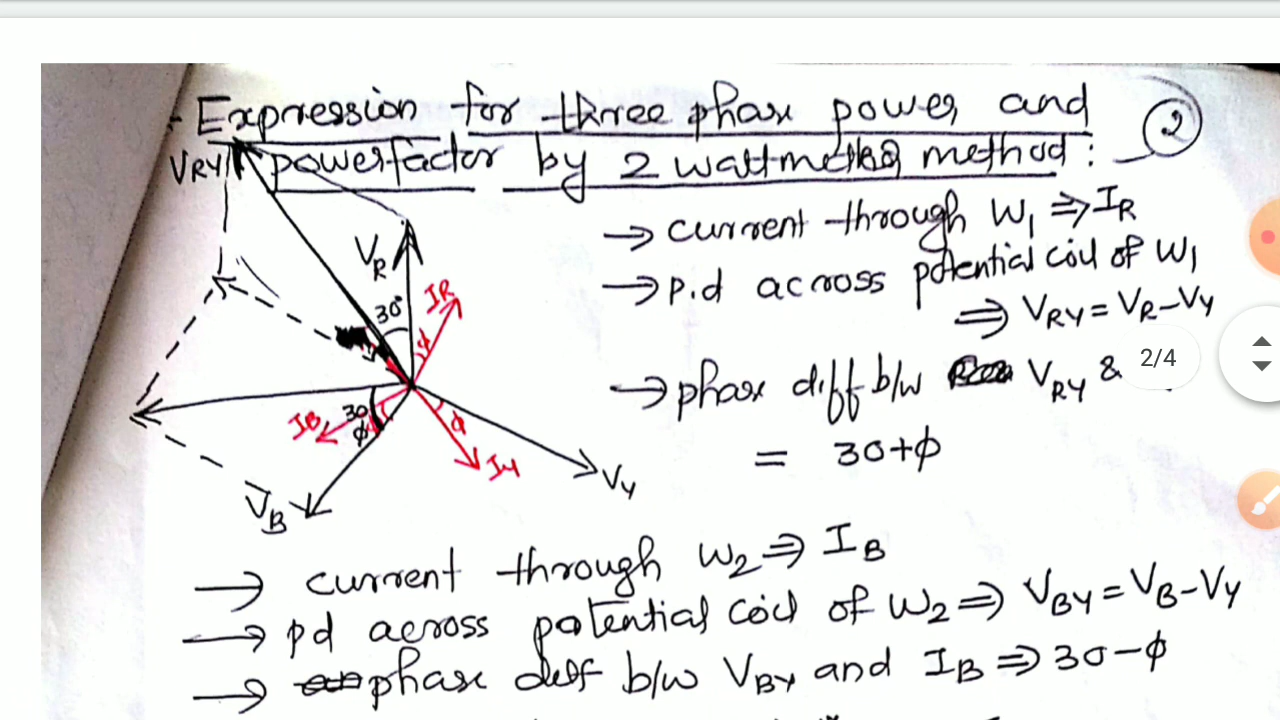 :- Expression for three phase power and
powerfactor by 2 wattmeter method :-
2
VRY
VR
30°
IR
φ
→ current through W1 ⇒ IR
→ p.d across potential coil of W1
⇒ VRY = VR-VY
2/4
→ phase diff b/w VRY &
= 30+φ
30
φ
IB
φ
IY
VY
VB
→ current through W2 ⇒ IB
→ pd across potential coil of W2 ⇒ VBY = VB-VY
→ phase diff b/w VBY and IB ⇒ 30-φ